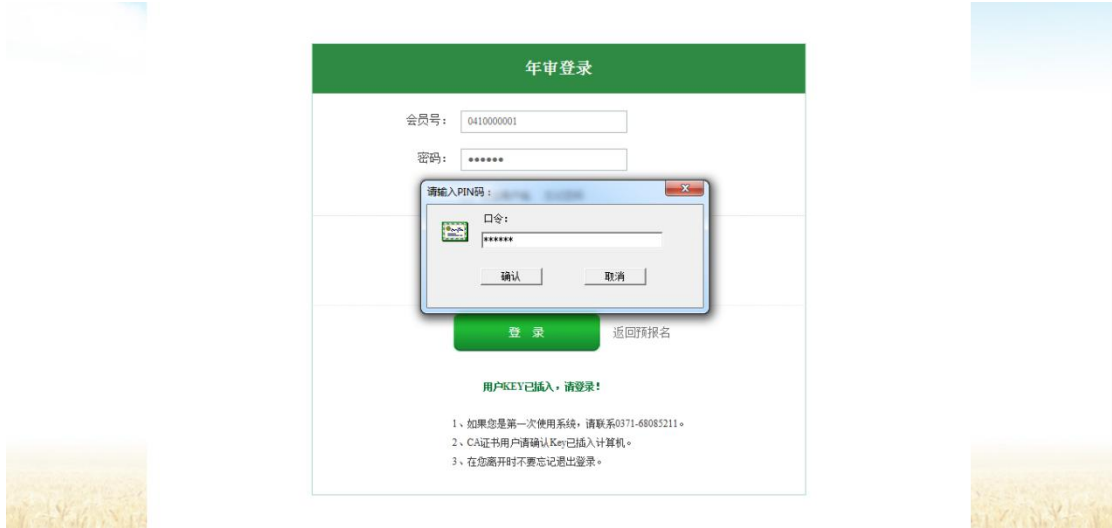 年审登录
会员号：
0410000001
密码：
••••••
请输入PIN码：
口令：
******
确认
取消
登 录
返回预报名
用户KEY已插入，请登录！
1、如果您是第一次使用系统，请联系0371-68085211。
2、CA证书用户请确认Key已插入计算机。
3、在您离开时不要忘记退出登录。